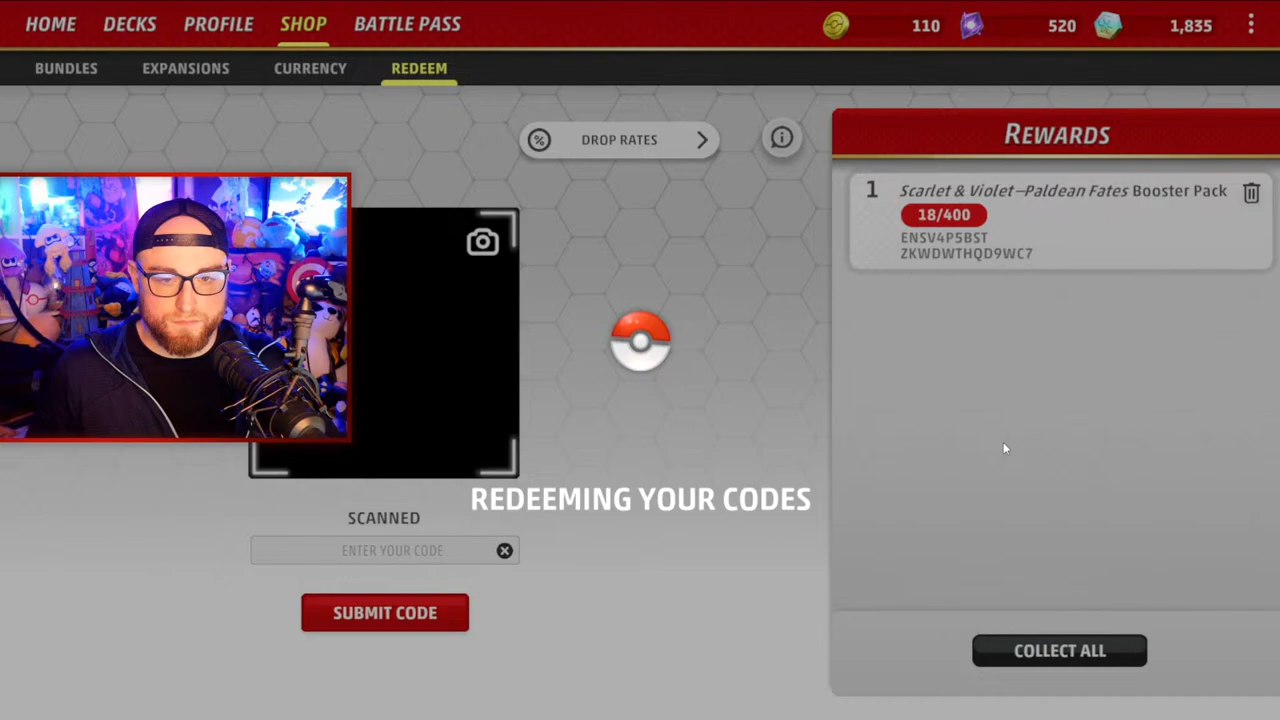 HOME DECKS PROFILE SHOP BATTLE PASS 110 520 1,835
BUNDLES EXPANSIONS CURRENCY REDEEM
% DROP RATES
REWARDS
1 Scarlet & Violet—Paldean Fates Booster Pack
18/400
ENSV4P5BST
ZKWDWTHQD9WC7
REDEEMING YOUR CODES
SCANNED
ENTER YOUR CODE
SUBMIT CODE
COLLECT ALL